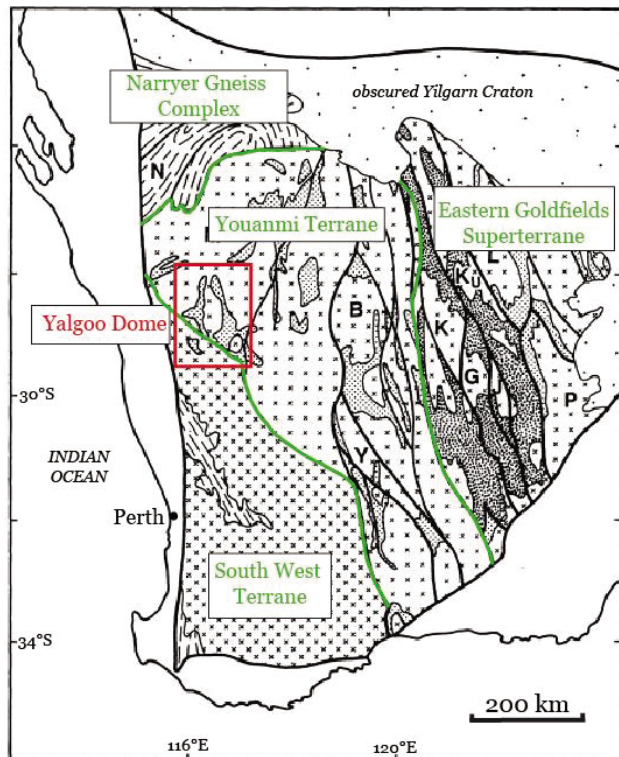 Narryer Gneiss
Complex
obscured Yilgarn Craton
N
Youanmi Terrane
Eastern Goldfields
Superterrane
L
KU
Yalgoo Dome
M
B
K
G
J
P
30°S
INDIAN
OCEAN
Y
Perth
South West
Terrane
34°S
200 km
116°E
120°E